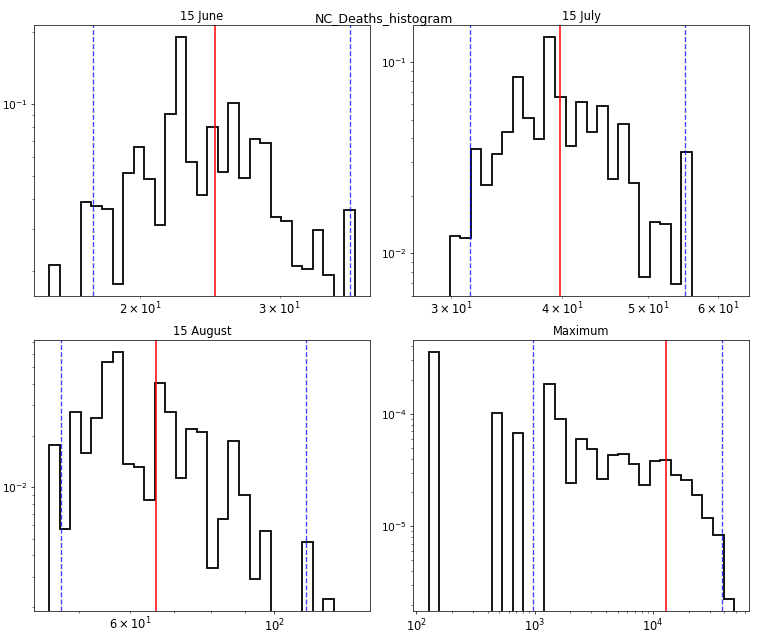 NC_Deaths_histogram
15 June
15 July
10⁻¹
2 × 10¹
3 × 10¹
10⁻¹
10⁻²
3 × 10¹
4 × 10¹
5 × 10¹
6 × 10¹
15 August
Maximum
10⁻²
6 × 10¹
10²
10⁻⁴
10⁻⁵
10²
10³
10⁴